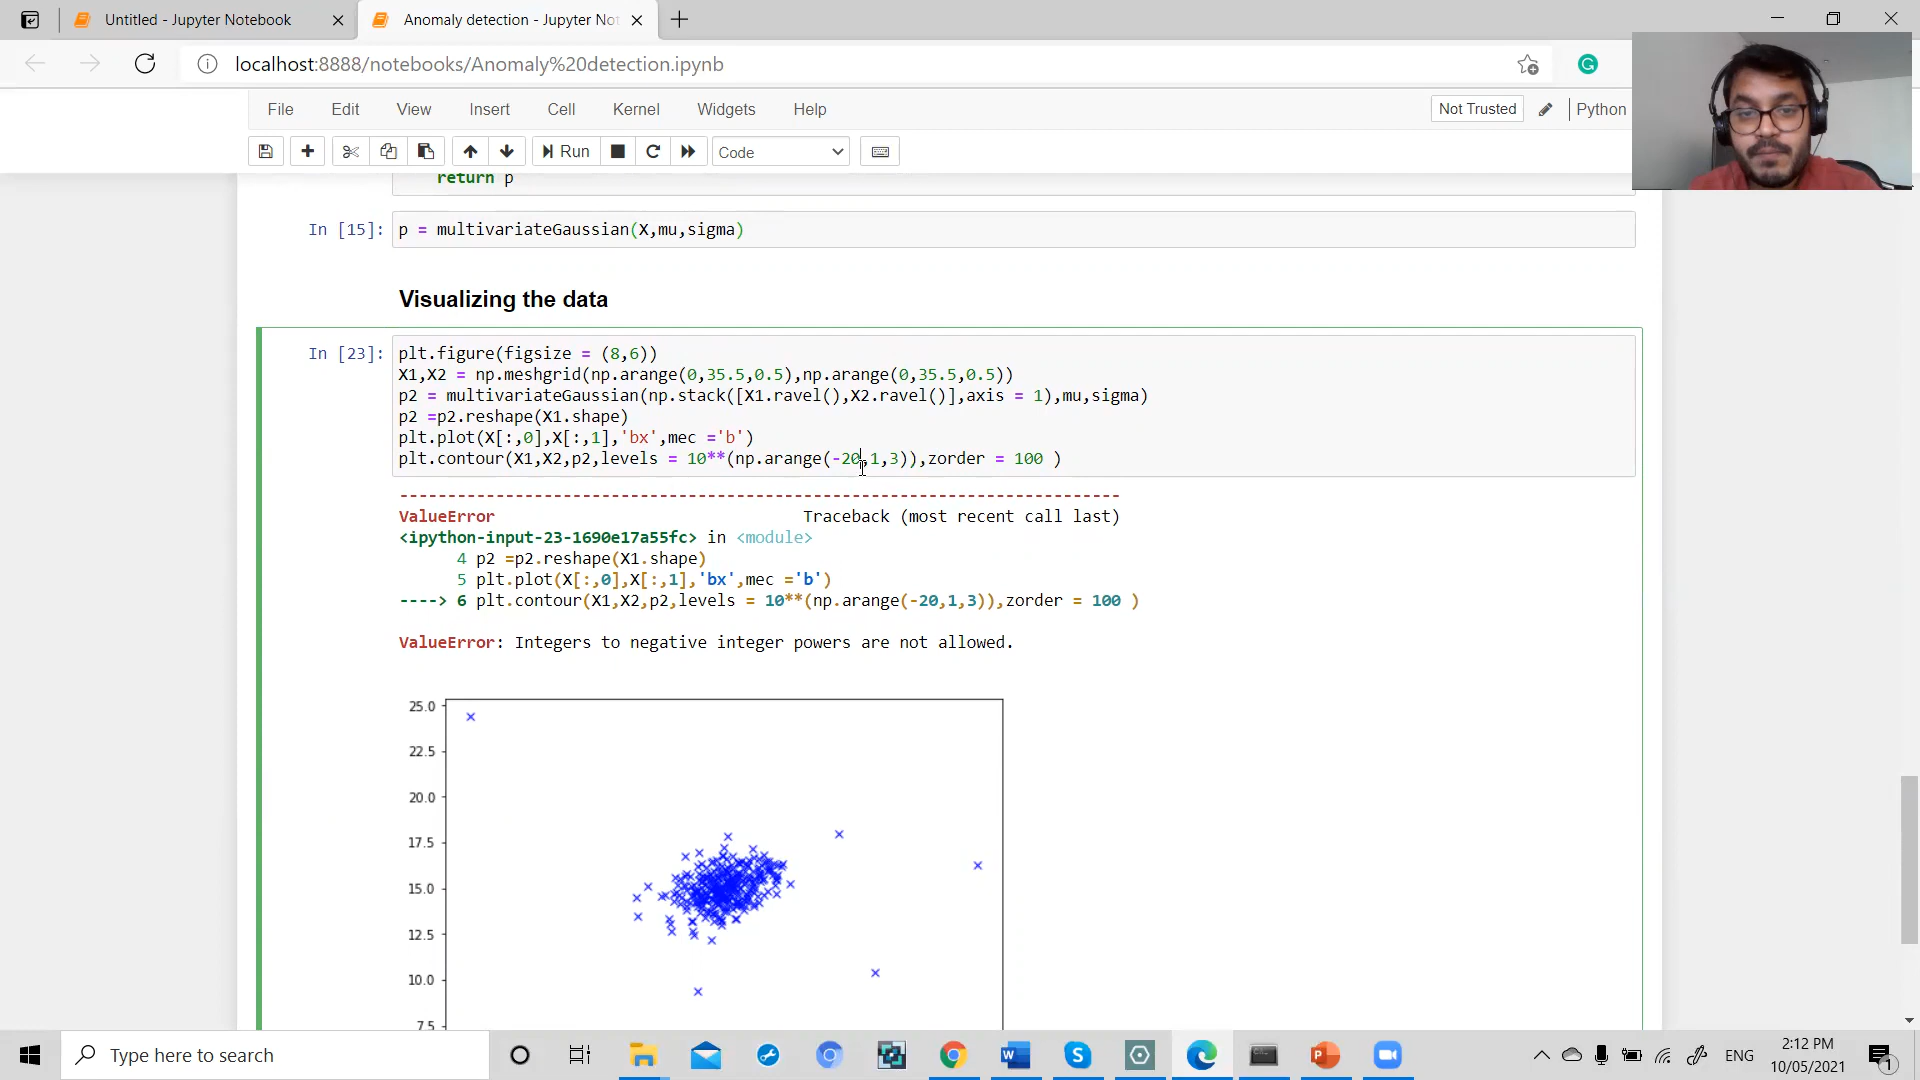 Untitled - Jupyter Notebook
Anomaly detection - Jupyter Not
localhost:8888/notebooks/Anomaly%20detection.ipynb
File Edit View Insert Cell Kernel Widgets Help
Not Trusted
Python
Run
Code
return p
In [15]: p = multivariateGaussian(X,mu,sigma)
Visualizing the data
In [23]: plt.figure(figsize = (8,6))
X1,X2 = np.meshgrid(np.arange(0,35.5,0.5),np.arange(0,35.5,0.5))
p2 = multivariateGaussian(np.stack([X1.ravel(),X2.ravel()],axis = 1),mu,sigma)
p2 =p2.reshape(X1.shape)
plt.plot(X[:,0],X[:,1],'bx',mec ='b')
plt.contour(X1,X2,p2,levels = 10**(np.arange(-20,1,3)),zorder = 100 )
---------------------------------------------------------------------------
ValueError Traceback (most recent call last)
<ipython-input-23-1690e17a55fc> in <module>
4 p2 =p2.reshape(X1.shape)
5 plt.plot(X[:,0],X[:,1],'bx',mec ='b')
----> 6 plt.contour(X1,X2,p2,levels = 10**(np.arange(-20,1,3)),zorder = 100 )
ValueError: Integers to negative integer powers are not allowed.
25.0
22.5
20.0
17.5
15.0
12.5
10.0
7.5
Type here to search
ENG
2:12 PM
10/05/2021
1